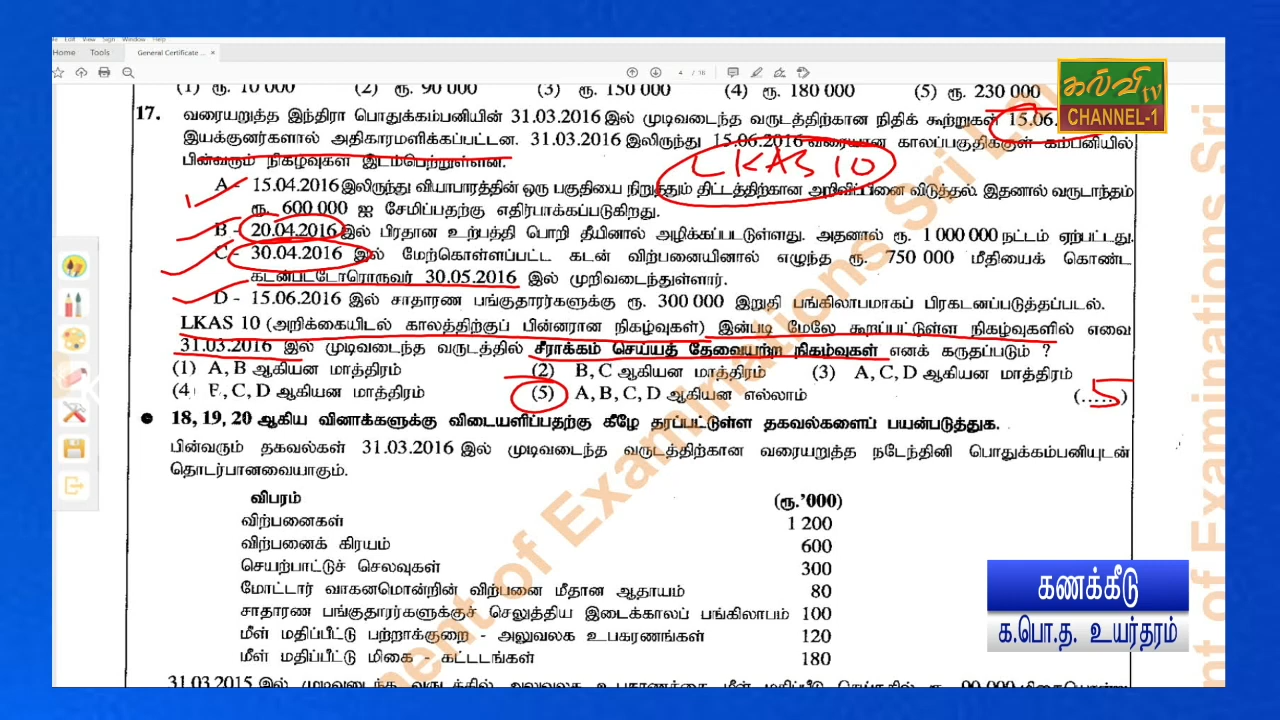 Edit View Sign Window Help
Home Tools General Certificate ... ×
4 / 16
(1) ரூ. 10 000 (2) ரூ. 90 000 (3) ரூ. 150 000 (4) ரூ. 180 000 (5) ரூ. 230 000
கல்வி tv
CHANNEL-1
17. வரையறுத்த இந்திரா பொதுக்கம்பனியின் 31.03.2016 இல் முடிவடைந்த வருடத்திற்கான நிதிக் கூற்றுகள் 15.06.
இயக்குனர்களால் அதிகாரமளிக்கப்பட்டன. 31.03.2016 இலிருந்து 15.06.2016 வரையான காலப்பகுதிக்குள் கம்பனியில்
பின்வரும் நிகழ்வுகள் இடம்பெற்றுள்ளன.
LKAS 10
A - 15.04.2016 இலிருந்து வியாபாரத்தின் ஒரு பகுதியை நிறுத்தும் திட்டத்திற்கான அறிவிப்பினை விடுத்தல். இதனால் வருடாந்தம்
ரூ. 600 000 ஐ சேமிப்பதற்கு எதிர்பாக்கப்படுகிறது.
B - 20.04.2016 இல் பிரதான உற்பத்தி பொறி தீயினால் அழிக்கப்படடுள்ளது. அதனால் ரூ. 1 000 000 நட்டம் ஏற்பட்டது.
C - 30.04.2016 இல் மேற்கொள்ளப்பட்ட கடன் விற்பனையினால் எழுந்த ரூ. 750 000 மீதியைக் கொண்ட
கடன்பட்டோரொருவர் 30.05.2016 இல் முறிவடைந்துள்ளார்.
D - 15.06.2016 இல் சாதாரண பங்குதாரர்களுக்கு ரூ. 300 000 இறுதி பங்கிலாபமாகப் பிரகடனப்படுத்தப்படல்.
LKAS 10 (அறிக்கையிடல் காலத்திற்குப் பின்னரான நிகழ்வுகள்) இன்படி மேலே கூறப்பட்டுள்ள நிகழ்வுகளில் எவை
31.03.2016 இல் முடிவடைந்த வருடத்தில் சீராக்கம் செய்யத் தேவையற்ற நிகழ்வுகள் எனக் கருதப்படும் ?
(1) A, B ஆகியன மாத்திரம் (2) B, C ஆகியன மாத்திரம் (3) A, C, D ஆகியன மாத்திரம்
(4) B, C, D ஆகியன மாத்திரம் (5) A, B, C, D ஆகியன எல்லாம் (.....) 5
● 18, 19, 20 ஆகிய வினாக்களுக்கு விடையளிப்பதற்கு கீழே தரப்பட்டுள்ள தகவல்களைப் பயன்படுத்துக.
பின்வரும் தகவல்கள் 31.03.2016 இல் முடிவடைந்த வருடத்திற்கான வரையறுத்த நடேந்தினி பொதுக்கம்பனியுடன்
தொடர்பானவையாகும்.
விபரம் (ரூ.'000)
விற்பனைகள் 1 200
விற்பனைக் கிரயம் 600
செயற்பாட்டுச் செலவுகள் 300
மோட்டார் வாகனமொன்றின் விற்பனை மீதான ஆதாயம் 80
சாதாரண பங்குதாரர்களுக்குச் செலுத்திய இடைக்காலப் பங்கிலாபம் 100
மீள் மதிப்பீட்டு பற்றாக்குறை - அலுவலக உபகரணங்கள் 120
மீள் மதிப்பீட்டு மிகை - கட்டடங்கள் 180
கணக்கீடு
க.பொ.த. உயர்தரம்